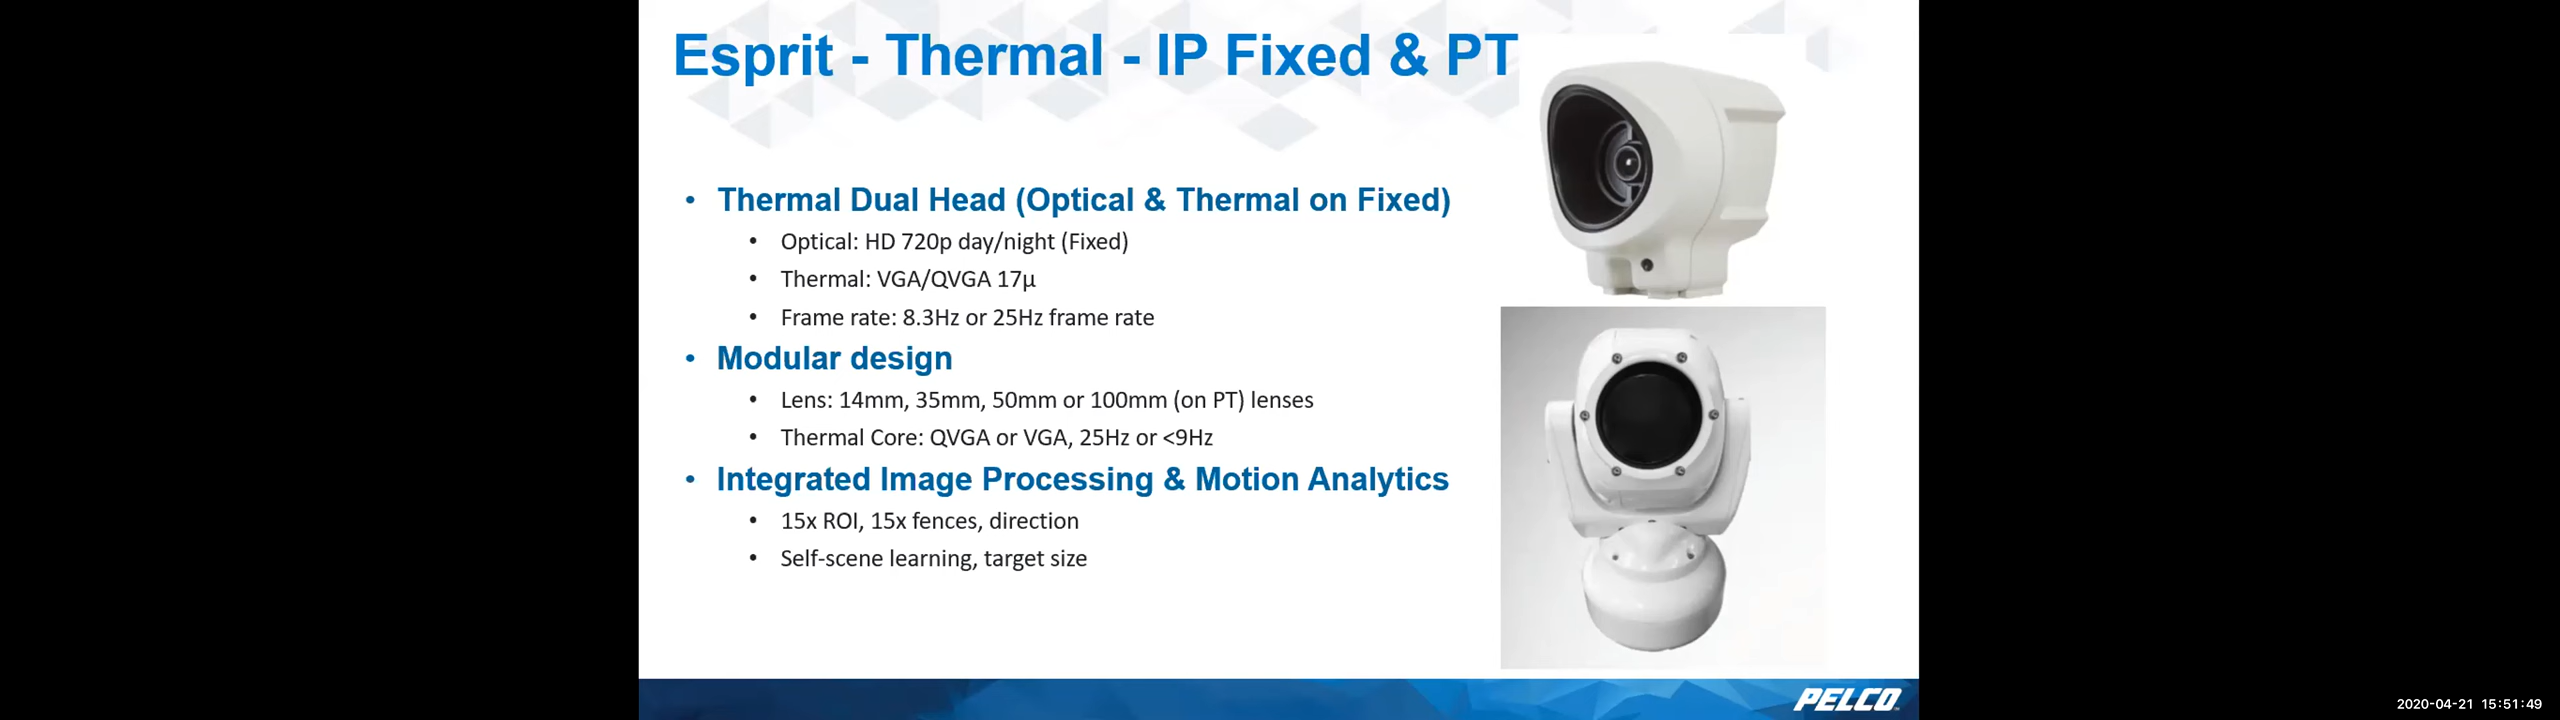 Esprit - Thermal - IP Fixed & PT
• Thermal Dual Head (Optical & Thermal on Fixed)
• Optical: HD 720p day/night (Fixed)
• Thermal: VGA/QVGA 17µ
• Frame rate: 8.3Hz or 25Hz frame rate
• Modular design
• Lens: 14mm, 35mm, 50mm or 100mm (on PT) lenses
• Thermal Core: QVGA or VGA, 25Hz or <9Hz
• Integrated Image Processing & Motion Analytics
• 15x ROI, 15x fences, direction
• Self-scene learning, target size
PELCO
2020-04-21 15:51:49